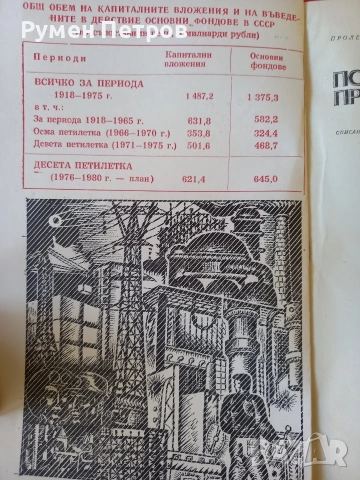 ОБЩ ОБЕМ НА КАПИТАЛНИТЕ ВЛОЖЕНИЯ И НА ВЪВЕДЕ-
НИТЕ В ДЕЙСТВИЕ ОСНОВНИ ФОНДОВЕ В СССР
милиарди рубли)
Румен Петров
Периоди Капитални вложения Основни фондове
ВСИЧКО ЗА ПЕРИОДА
1918—1975 г. 1 487,2 1 375,3
в т. ч.:
За периода 1918—1965 г. 631,8 582,2
Осма петилетка (1966—1970 г.) 353,8 324,4
Девета петилетка (1971—1975 г.) 501,6 468,7
ДЕСЕТА ПЕТИЛЕТКА
(1976—1980 г. — план) 621,4 645,0
ПРОЛЕ
ПО
ПР
СПИСАН
bazar